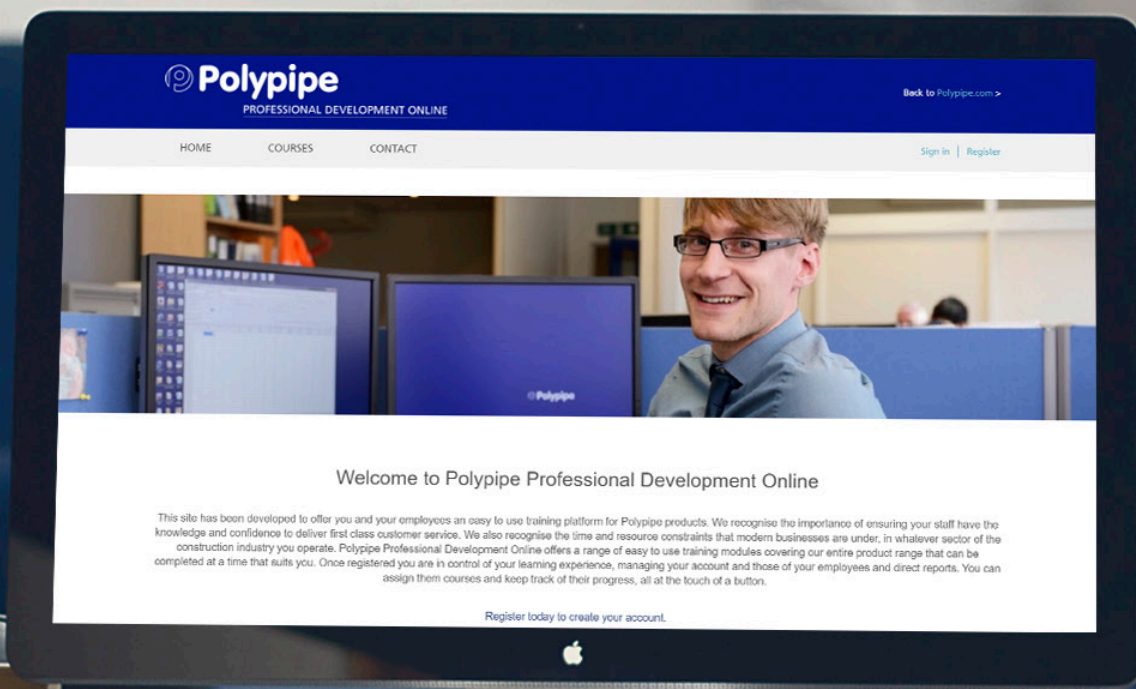 Polypipe
PROFESSIONAL DEVELOPMENT ONLINE
Back to Polypipe.com >
HOME COURSES CONTACT
Sign in | Register
Polypipe
Welcome to Polypipe Professional Development Online
This site has been developed to offer you and your employees an easy to use training platform for Polypipe products. We recognise the importance of ensuring your staff have the
knowledge and confidence to deliver first class customer service. We also recognise the time and resource constraints that modern businesses are under, in whatever sector of the
construction industry you operate. Polypipe Professional Development Online offers a range of easy to use training modules covering our entire product range that can be
completed at a time that suits you. Once registered you are in control of your learning experience, managing your account and those of your employees and direct reports. You can
assign them courses and keep track of their progress, all at the touch of a button.
Register today to create your account.